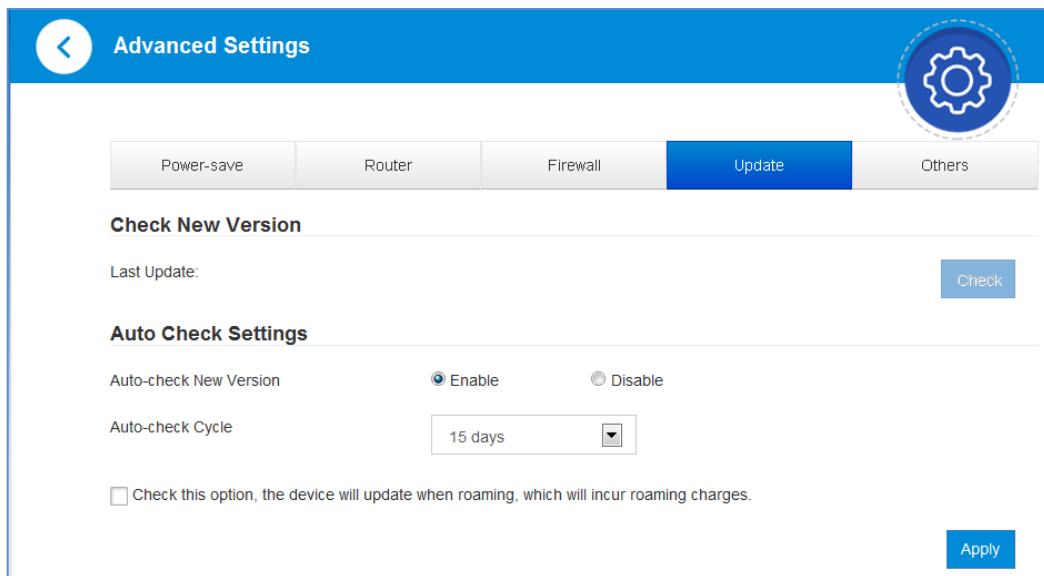 Advanced Settings
Power-save Router Firewall Update Others
Check New Version
Last Update: Check
Auto Check Settings
Auto-check New Version Enable Disable
Auto-check Cycle 15 days
Check this option, the device will update when roaming, which will incur roaming charges.
Apply